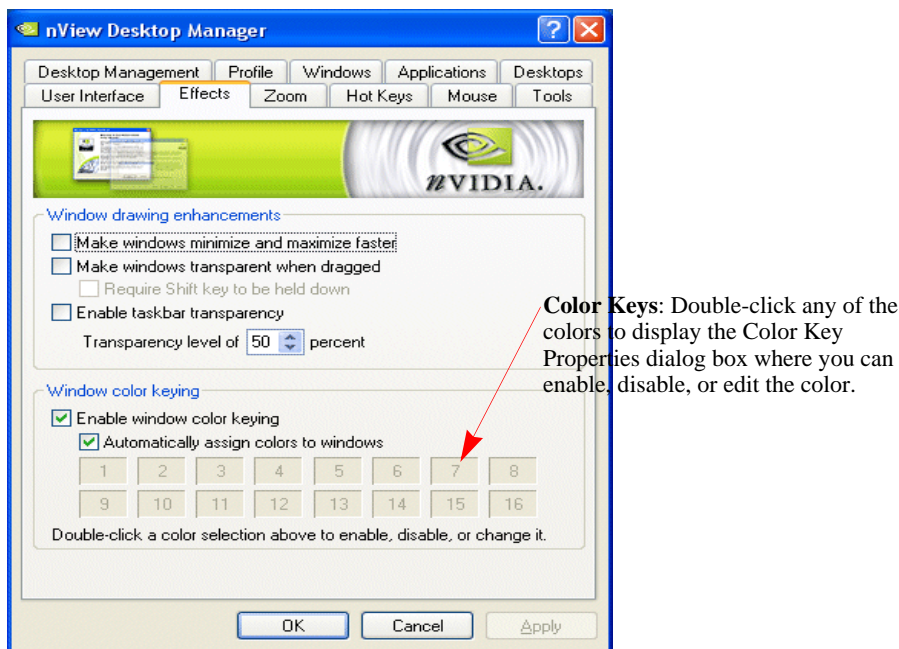 nView Desktop Manager
Desktop Management Profile Windows Applications Desktops
User Interface Effects Zoom Hot Keys Mouse Tools
nVIDIA.
Window drawing enhancements
Make windows minimize and maximize faster
Make windows transparent when dragged
Require Shift key to be held down
Enable taskbar transparency
Transparency level of 50 percent
Color Keys: Double-click any of the
colors to display the Color Key
Properties dialog box where you can
enable, disable, or edit the color.
Window color keying
Enable window color keying
Automatically assign colors to windows
1 2 3 4 5 6 7 8
9 10 11 12 13 14 15 16
Double-click a color selection above to enable, disable, or change it.
OK Cancel Apply